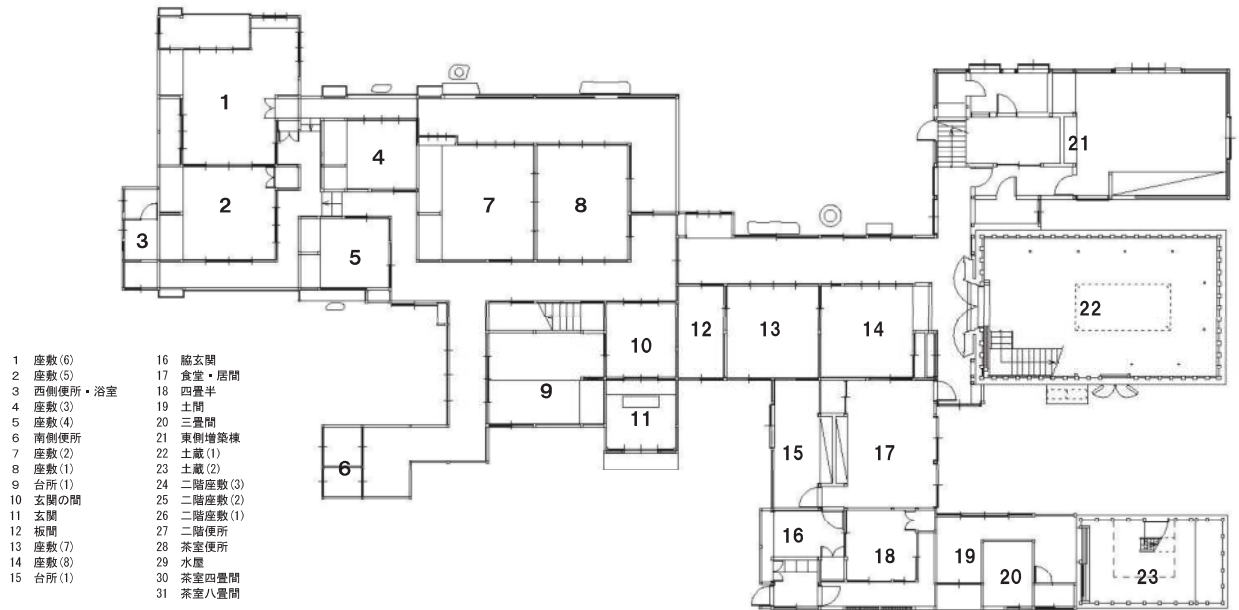 1
2
3
4
5
6
7
8
9
10
11
12
13
14
15
16
17
18
19
20
21
22
23
1 座敷(6)
2 座敷(5)
3 西側便所・浴室
4 座敷(3)
5 座敷(4)
6 南側便所
7 座敷(2)
8 座敷(1)
9 台所(1)
10 玄関の間
11 玄関
12 板間
13 座敷(7)
14 座敷(8)
15 台所(1)
16 脇玄関
17 食堂・居間
18 四畳半
19 土間
20 三畳間
21 東側増築棟
22 土蔵(1)
23 土蔵(2)
24 二階座敷(3)
25 二階座敷(2)
26 二階座敷(1)
27 二階便所
28 茶室便所
29 水屋
30 茶室四畳間
31 茶室八畳間